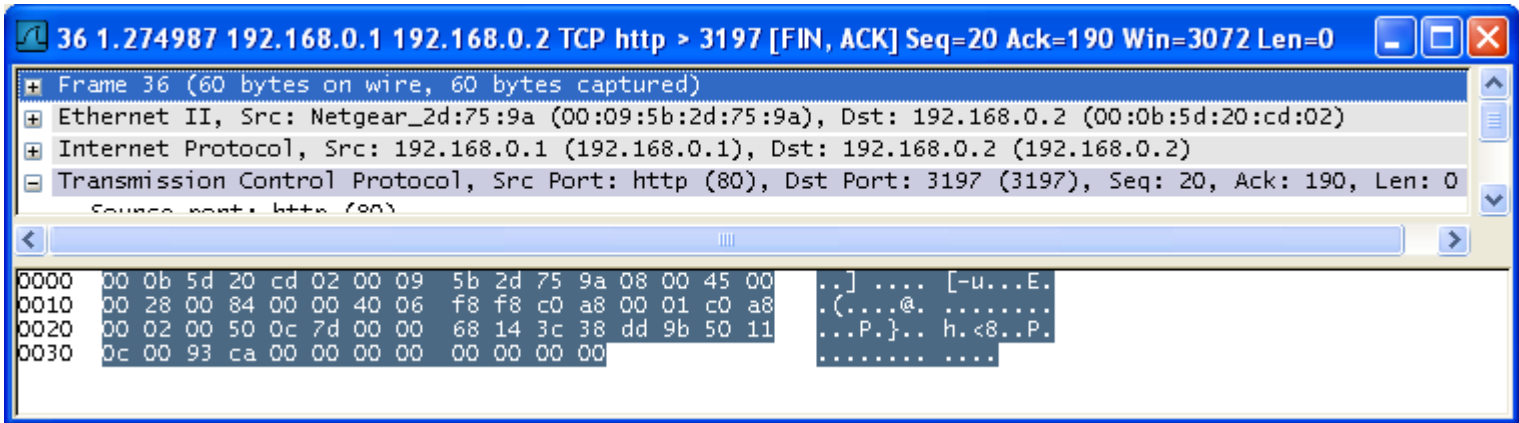 36 1.274987 192.168.0.1 192.168.0.2 TCP http > 3197 [FIN, ACK] Seq=20 Ack=190 Win=3072 Len=0
Frame 36 (60 bytes on wire, 60 bytes captured)
Ethernet II, Src: Netgear_2d:75:9a (00:09:5b:2d:75:9a), Dst: 192.168.0.2 (00:0b:5d:20:cd:02)
Internet Protocol, Src: 192.168.0.1 (192.168.0.1), Dst: 192.168.0.2 (192.168.0.2)
Transmission Control Protocol, Src Port: http (80), Dst Port: 3197 (3197), Seq: 20, Ack: 190, Len: 0
Source port: http (80)
0000 00 0b 5d 20 cd 02 00 09 5b 2d 75 9a 08 00 45 00 ..] .... [-u...E.
0010 00 28 00 84 00 00 40 06 f8 f8 c0 a8 00 01 c0 a8 .(....@. ........
0020 00 02 00 50 0c 7d 00 00 68 14 3c 38 dd 9b 50 11 ...P.}.. h.<8..P.
0030 0c 00 93 ca 00 00 00 00 00 00 00 00 ........ ....